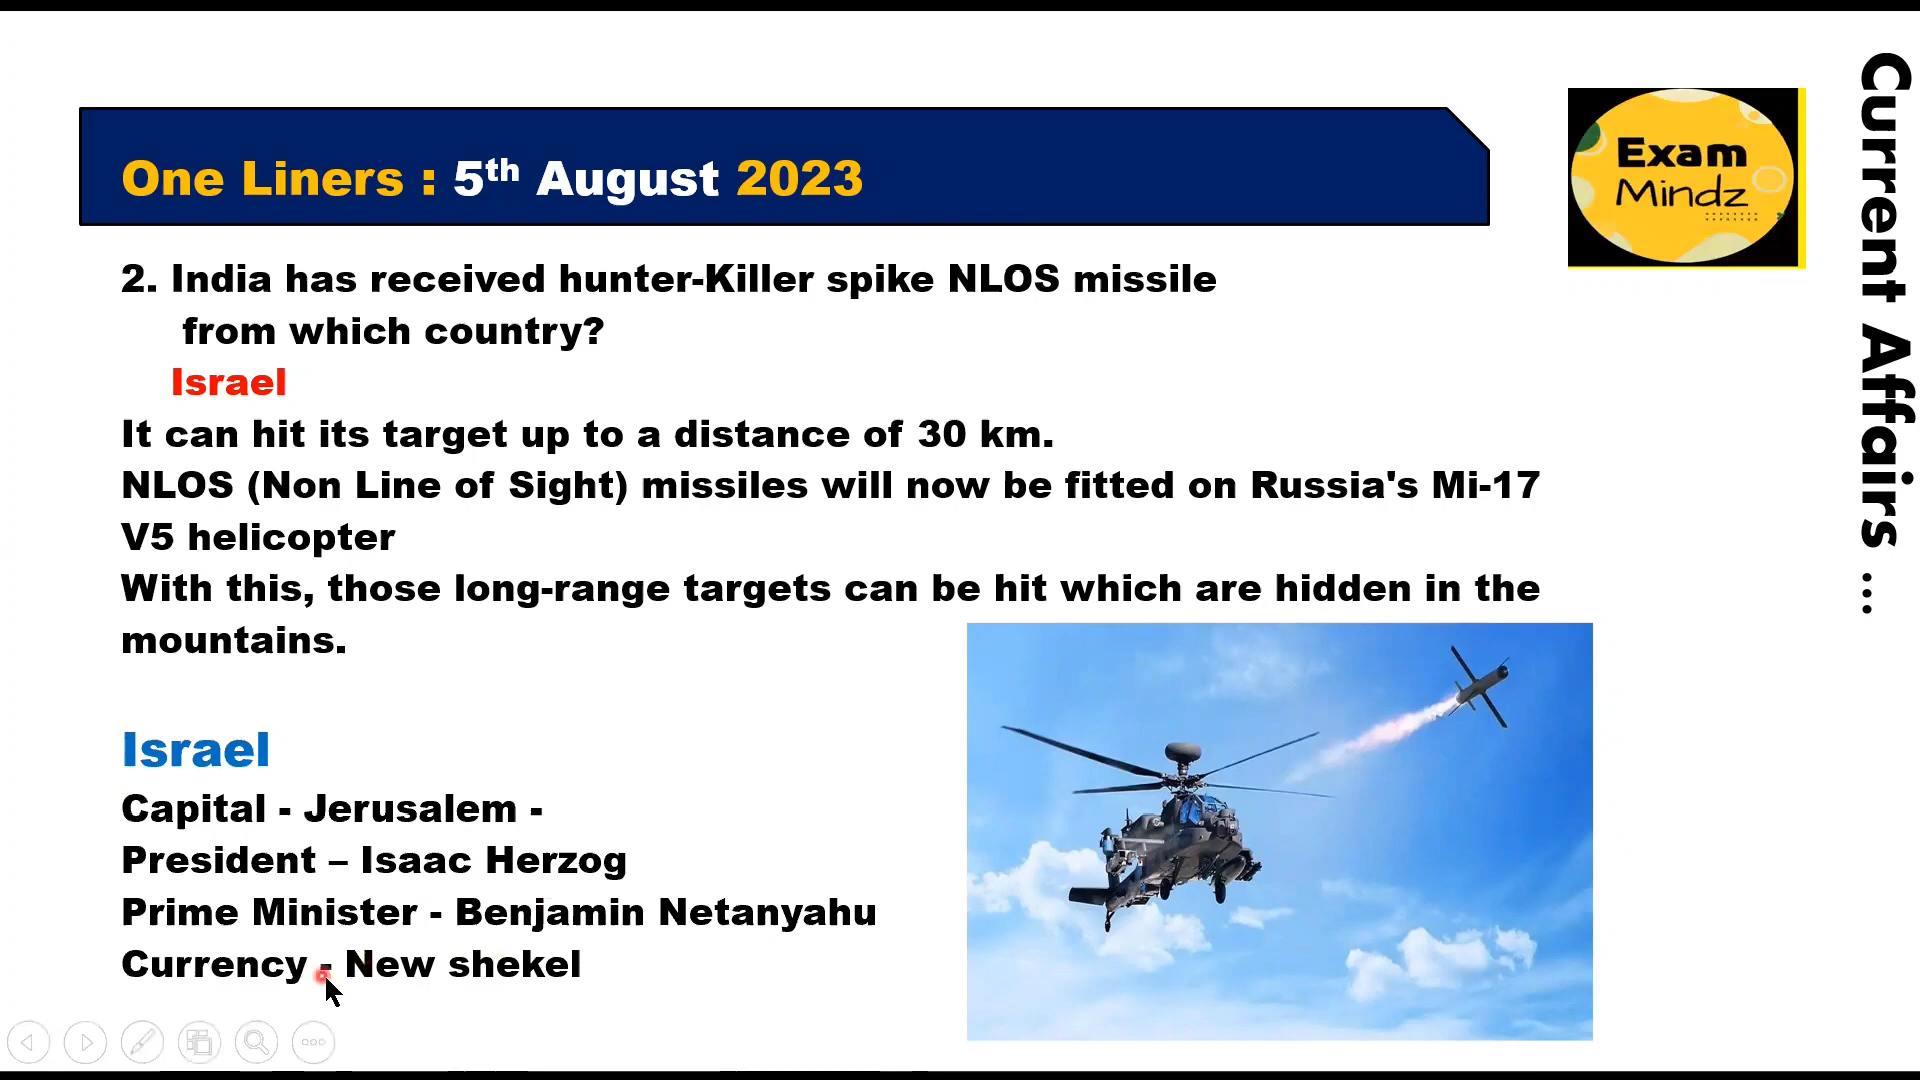 One Liners : 5th August 2023
Exam
Mindz
Current Affairs ...
2. India has received hunter-Killer spike NLOS missile
from which country?
Israel
It can hit its target up to a distance of 30 km.
NLOS (Non Line of Sight) missiles will now be fitted on Russia's Mi-17
V5 helicopter
With this, those long-range targets can be hit which are hidden in the
mountains.
Israel
Capital - Jerusalem -
President – Isaac Herzog
Prime Minister - Benjamin Netanyahu
Currency - New shekel